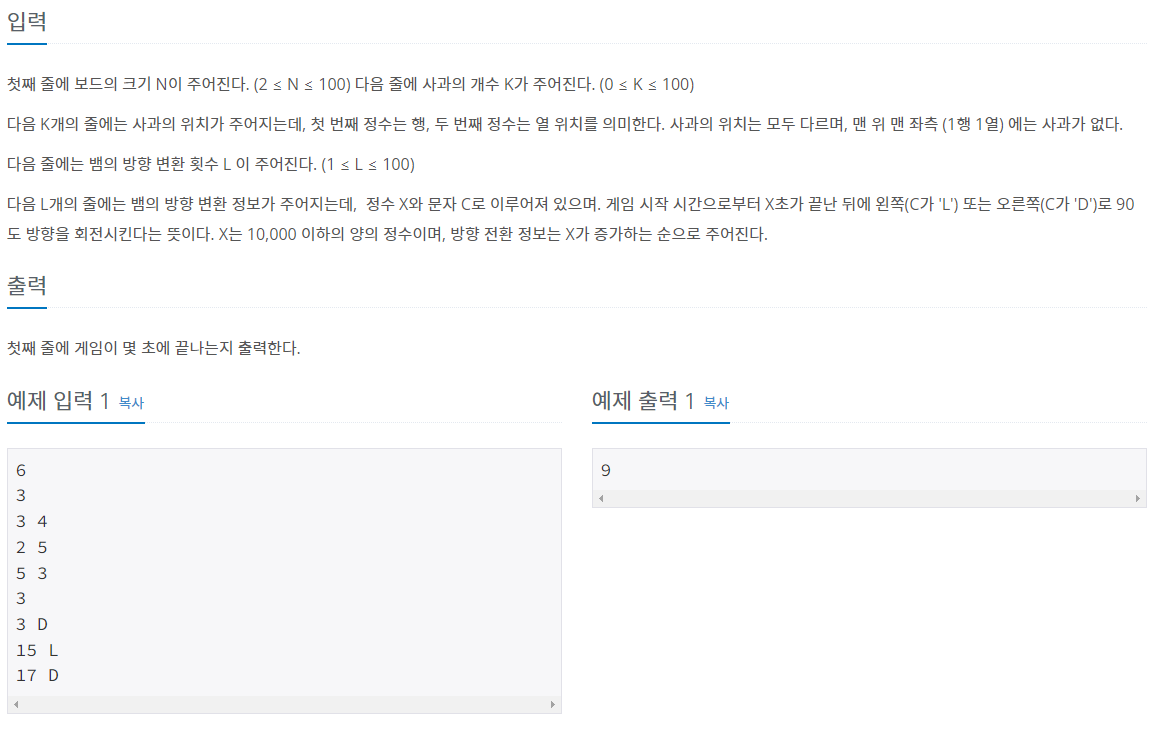 입력
첫째 줄에 보드의 크기 N이 주어진다. (2 ≤ N ≤ 100) 다음 줄에 사과의 개수 K가 주어진다. (0 ≤ K ≤ 100)
다음 K개의 줄에는 사과의 위치가 주어지는데, 첫 번째 정수는 행, 두 번째 정수는 열 위치를 의미한다. 사과의 위치는 모두 다르며, 맨 위 맨 좌측 (1행 1열) 에는 사과가 없다.
다음 줄에는 뱀의 방향 변환 횟수 L 이 주어진다. (1 ≤ L ≤ 100)
다음 L개의 줄에는 뱀의 방향 변환 정보가 주어지는데,  정수 X와 문자 C로 이루어져 있으며. 게임 시작 시간으로부터 X초가 끝난 뒤에 왼쪽(C가 'L') 또는 오른쪽(C가 'D')로 90
도 방향을 회전시킨다는 뜻이다. X는 10,000 이하의 양의 정수이며, 방향 전환 정보는 X가 증가하는 순으로 주어진다.
출력
첫째 줄에 게임이 몇 초에 끝나는지 출력한다.
예제 입력 1 복사
6
3
3 4
2 5
5 3
3
3 D
15 L
17 D
예제 출력 1 복사
9